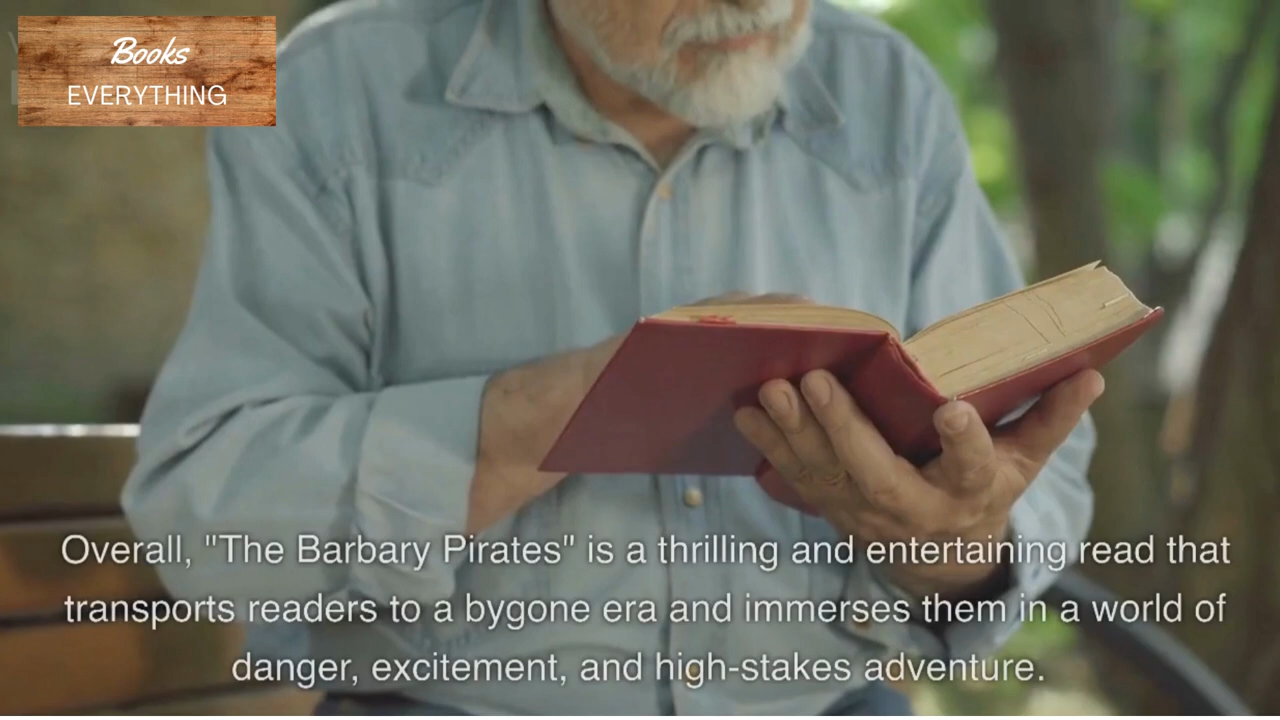 Books
EVERYTHING
Overall, "The Barbary Pirates" is a thrilling and entertaining read that
transports readers to a bygone era and immerses them in a world of
danger, excitement, and high-stakes adventure.